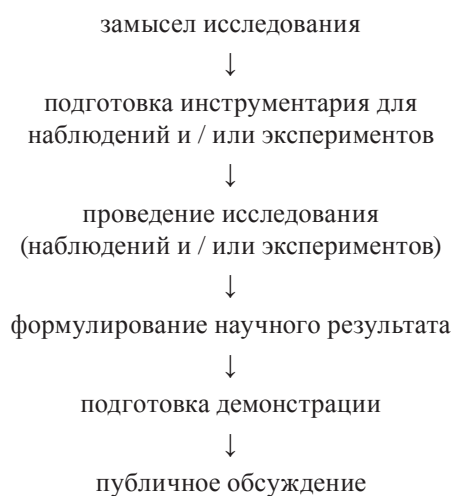 замысел исследования
↓
подготовка инструментария для
наблюдений и / или экспериментов
↓
проведение исследования
(наблюдений и / или экспериментов)
↓
формулирование научного результата
↓
подготовка демонстрации
↓
публичное обсуждение